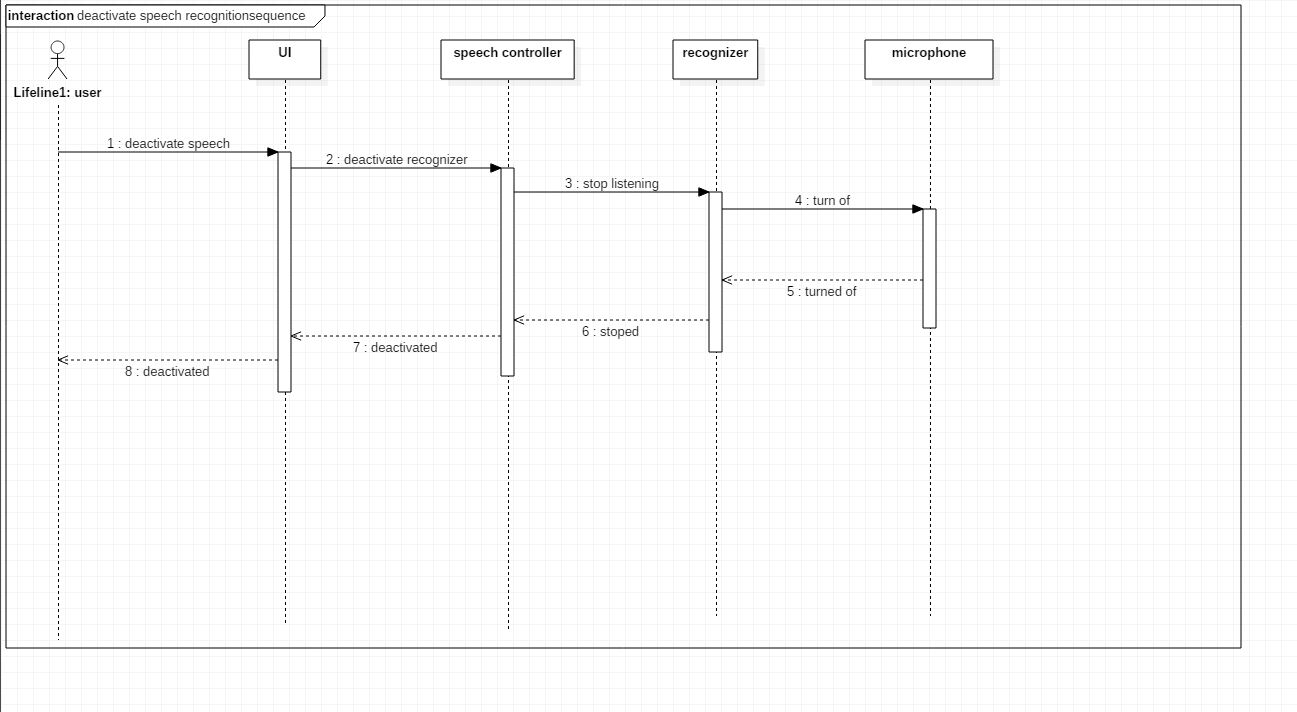 interaction deactivate speech recognitionsequence
UI
speech controller
recognizer
microphone
Lifeline1: user
1 : deactivate speech
2 : deactivate recognizer
3 : stop listening
4 : turn of
5 : turned of
6 : stoped
7 : deactivated
8 : deactivated